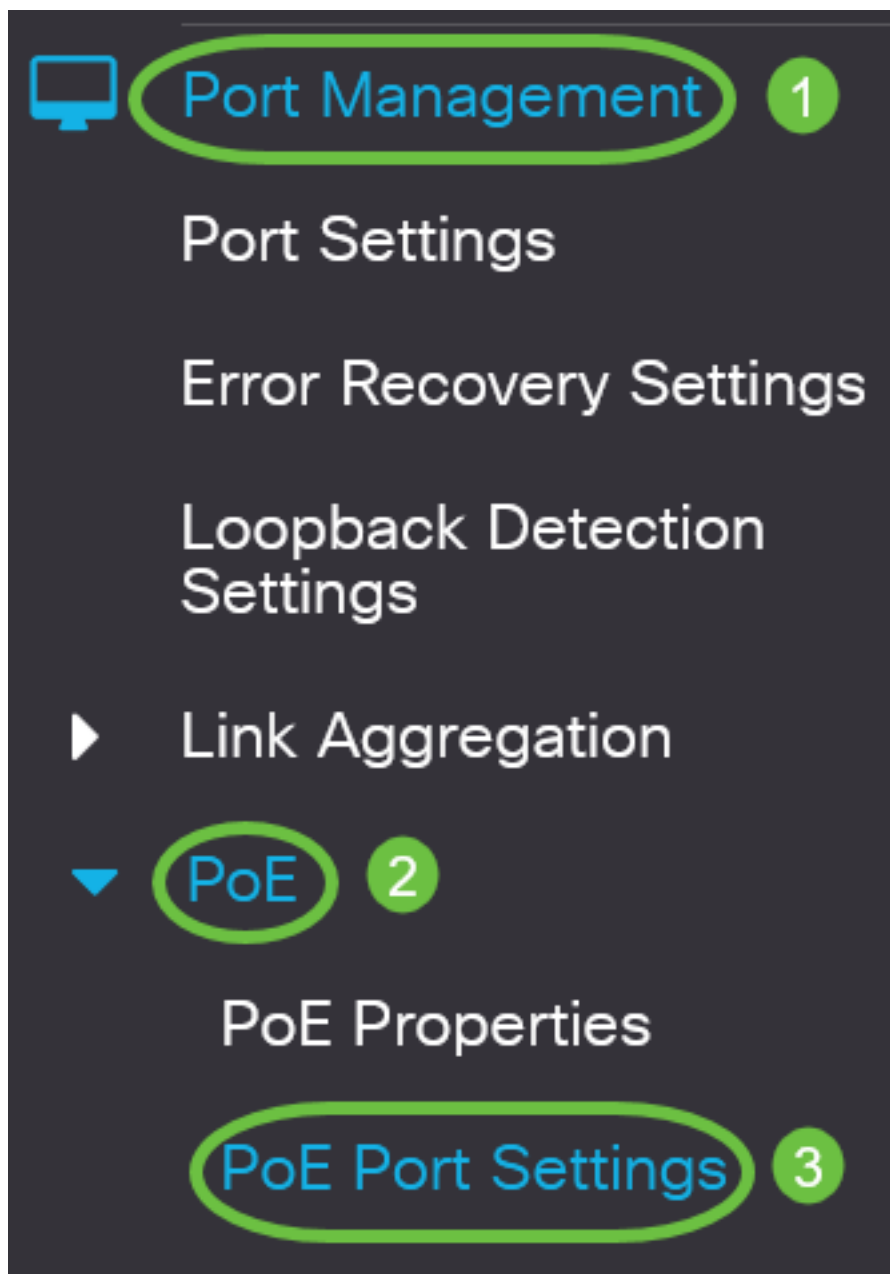 Port Management 1
Port Settings
Error Recovery Settings
Loopback Detection
Settings
Link Aggregation
PoE 2
PoE Properties
PoE Port Settings 3